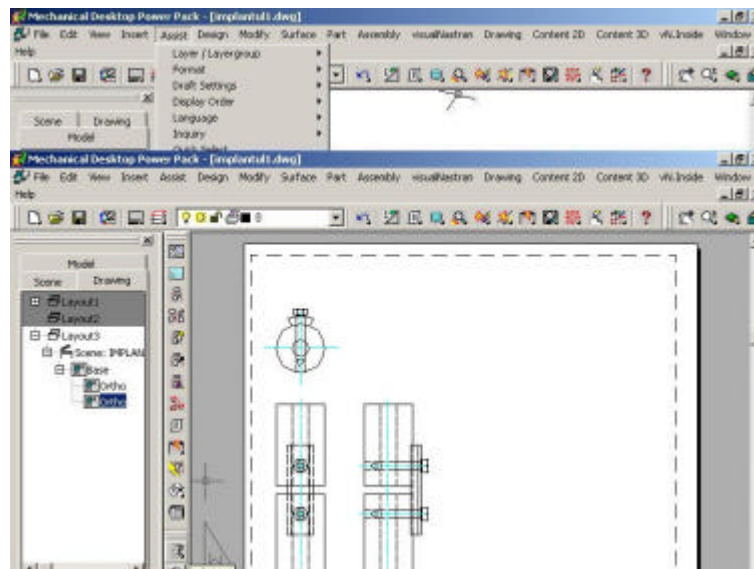 Mechanical Desktop Power Pack - [implantul1.dwg]
File Edit View Insert Assist Design Modify Surface Part Assembly visualNastran Drawing Content 2D Content 3D vN.Inside Window
Help
Layer / Layergroup
Format
Draft Settings
Display Order
Language
Inquiry
Quick Select
Scene Drawing
Model
Mechanical Desktop Power Pack - [implantul1.dwg]
File Edit View Insert Assist Design Modify Surface Part Assembly visualNastran Drawing Content 2D Content 3D vN.Inside Window
Help
0
Model
Scene Drawing
Layout1
Layout2
Layout3
Scene: IMPLAN
Base
Ortho
Ortho